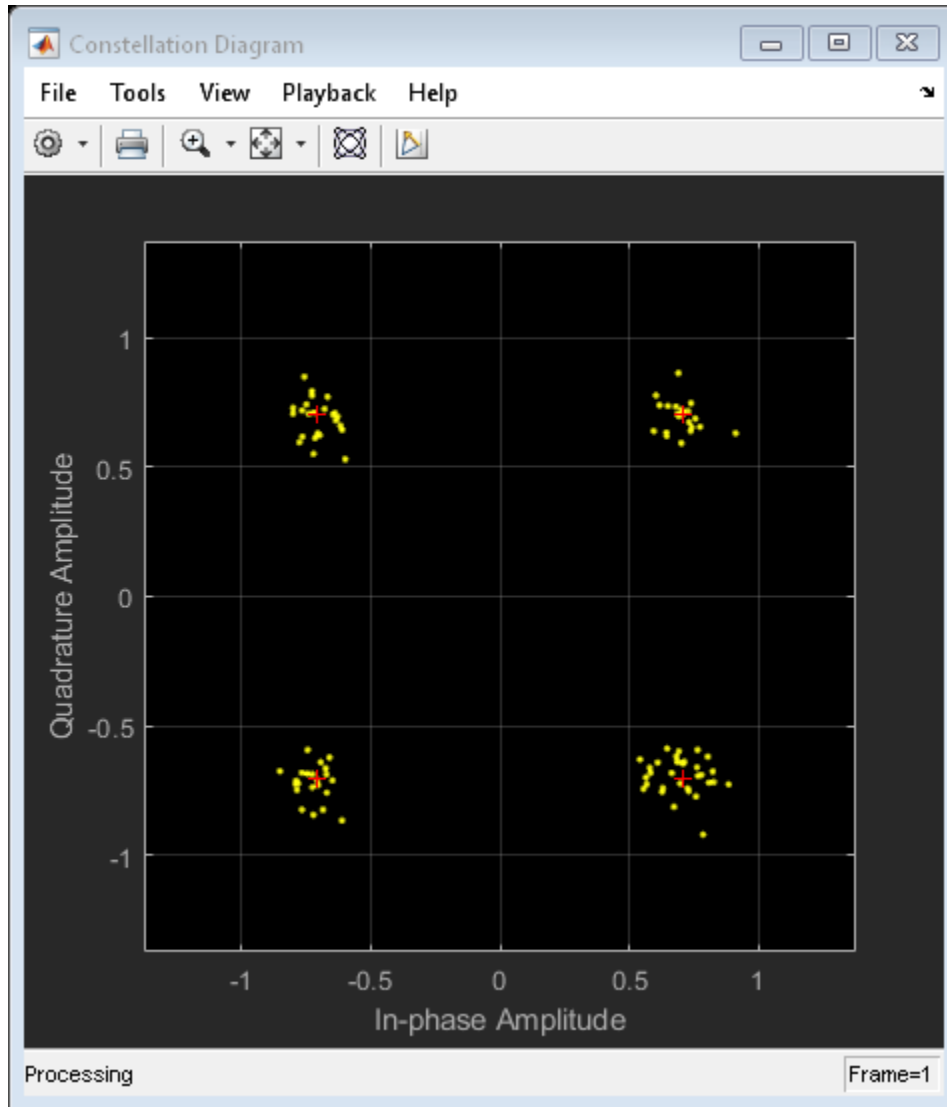 Constellation Diagram
File Tools View Playback Help
1
0.5
0
-0.5
-1
Quadrature Amplitude
-1 -0.5 0 0.5 1
In-phase Amplitude
Processing Frame=1